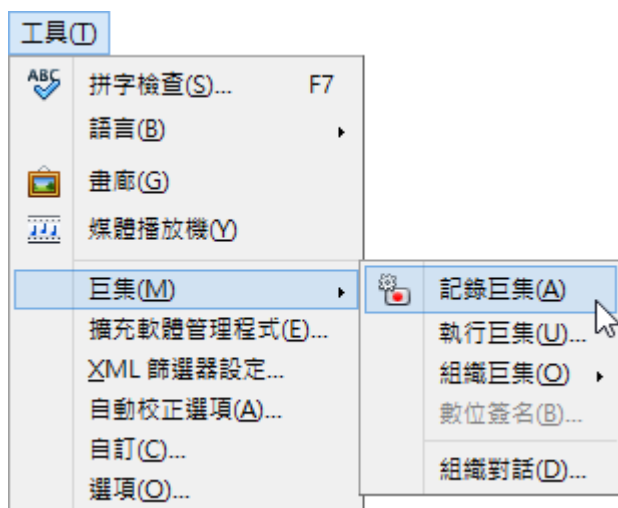 工具(T)
ABC
拼字檢查(S)... F7
語言(B)
畫廊(G)
媒體播放機(Y)
巨集(M)
擴充軟體管理程式(E)...
XML 篩選器設定...
自動校正選項(A)...
自訂(C)...
選項(O)...
記錄巨集(A)
執行巨集(U)...
組織巨集(O)
數位簽名(B)...
組織對話(D)...